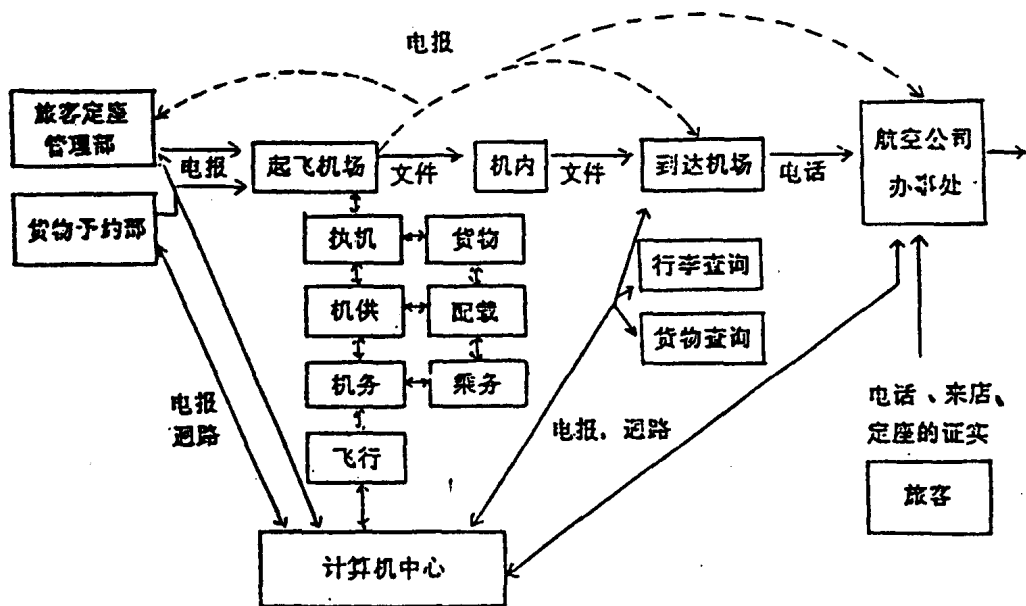 电报
旅客定座
管理部
电报
起飞机场
文件
机内
文件
到达机场
电话
航空公司
办事处
货物予约部
执机
货物
行李查询
机供
配载
货物查询
机务
乘务
电报
迥路
电报，迥路
电话、来店、
定座的证实
飞行
旅客
计算机中心